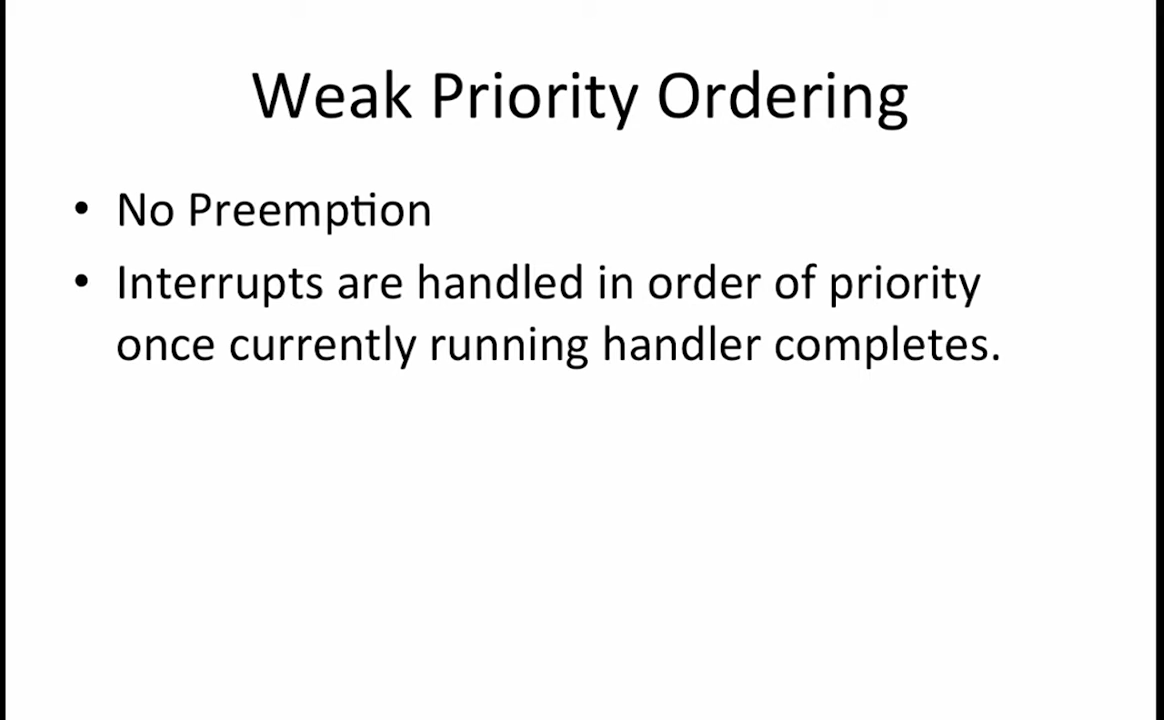 Weak Priority Ordering
• No Preemption
• Interrupts are handled in order of priority
once currently running handler completes.